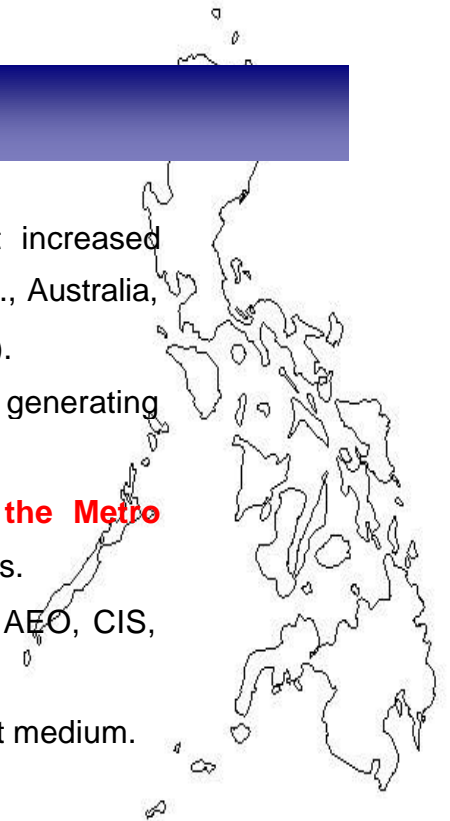 increased
., Australia,
).
generating
the Metro
s.
AEO, CIS,
t medium.